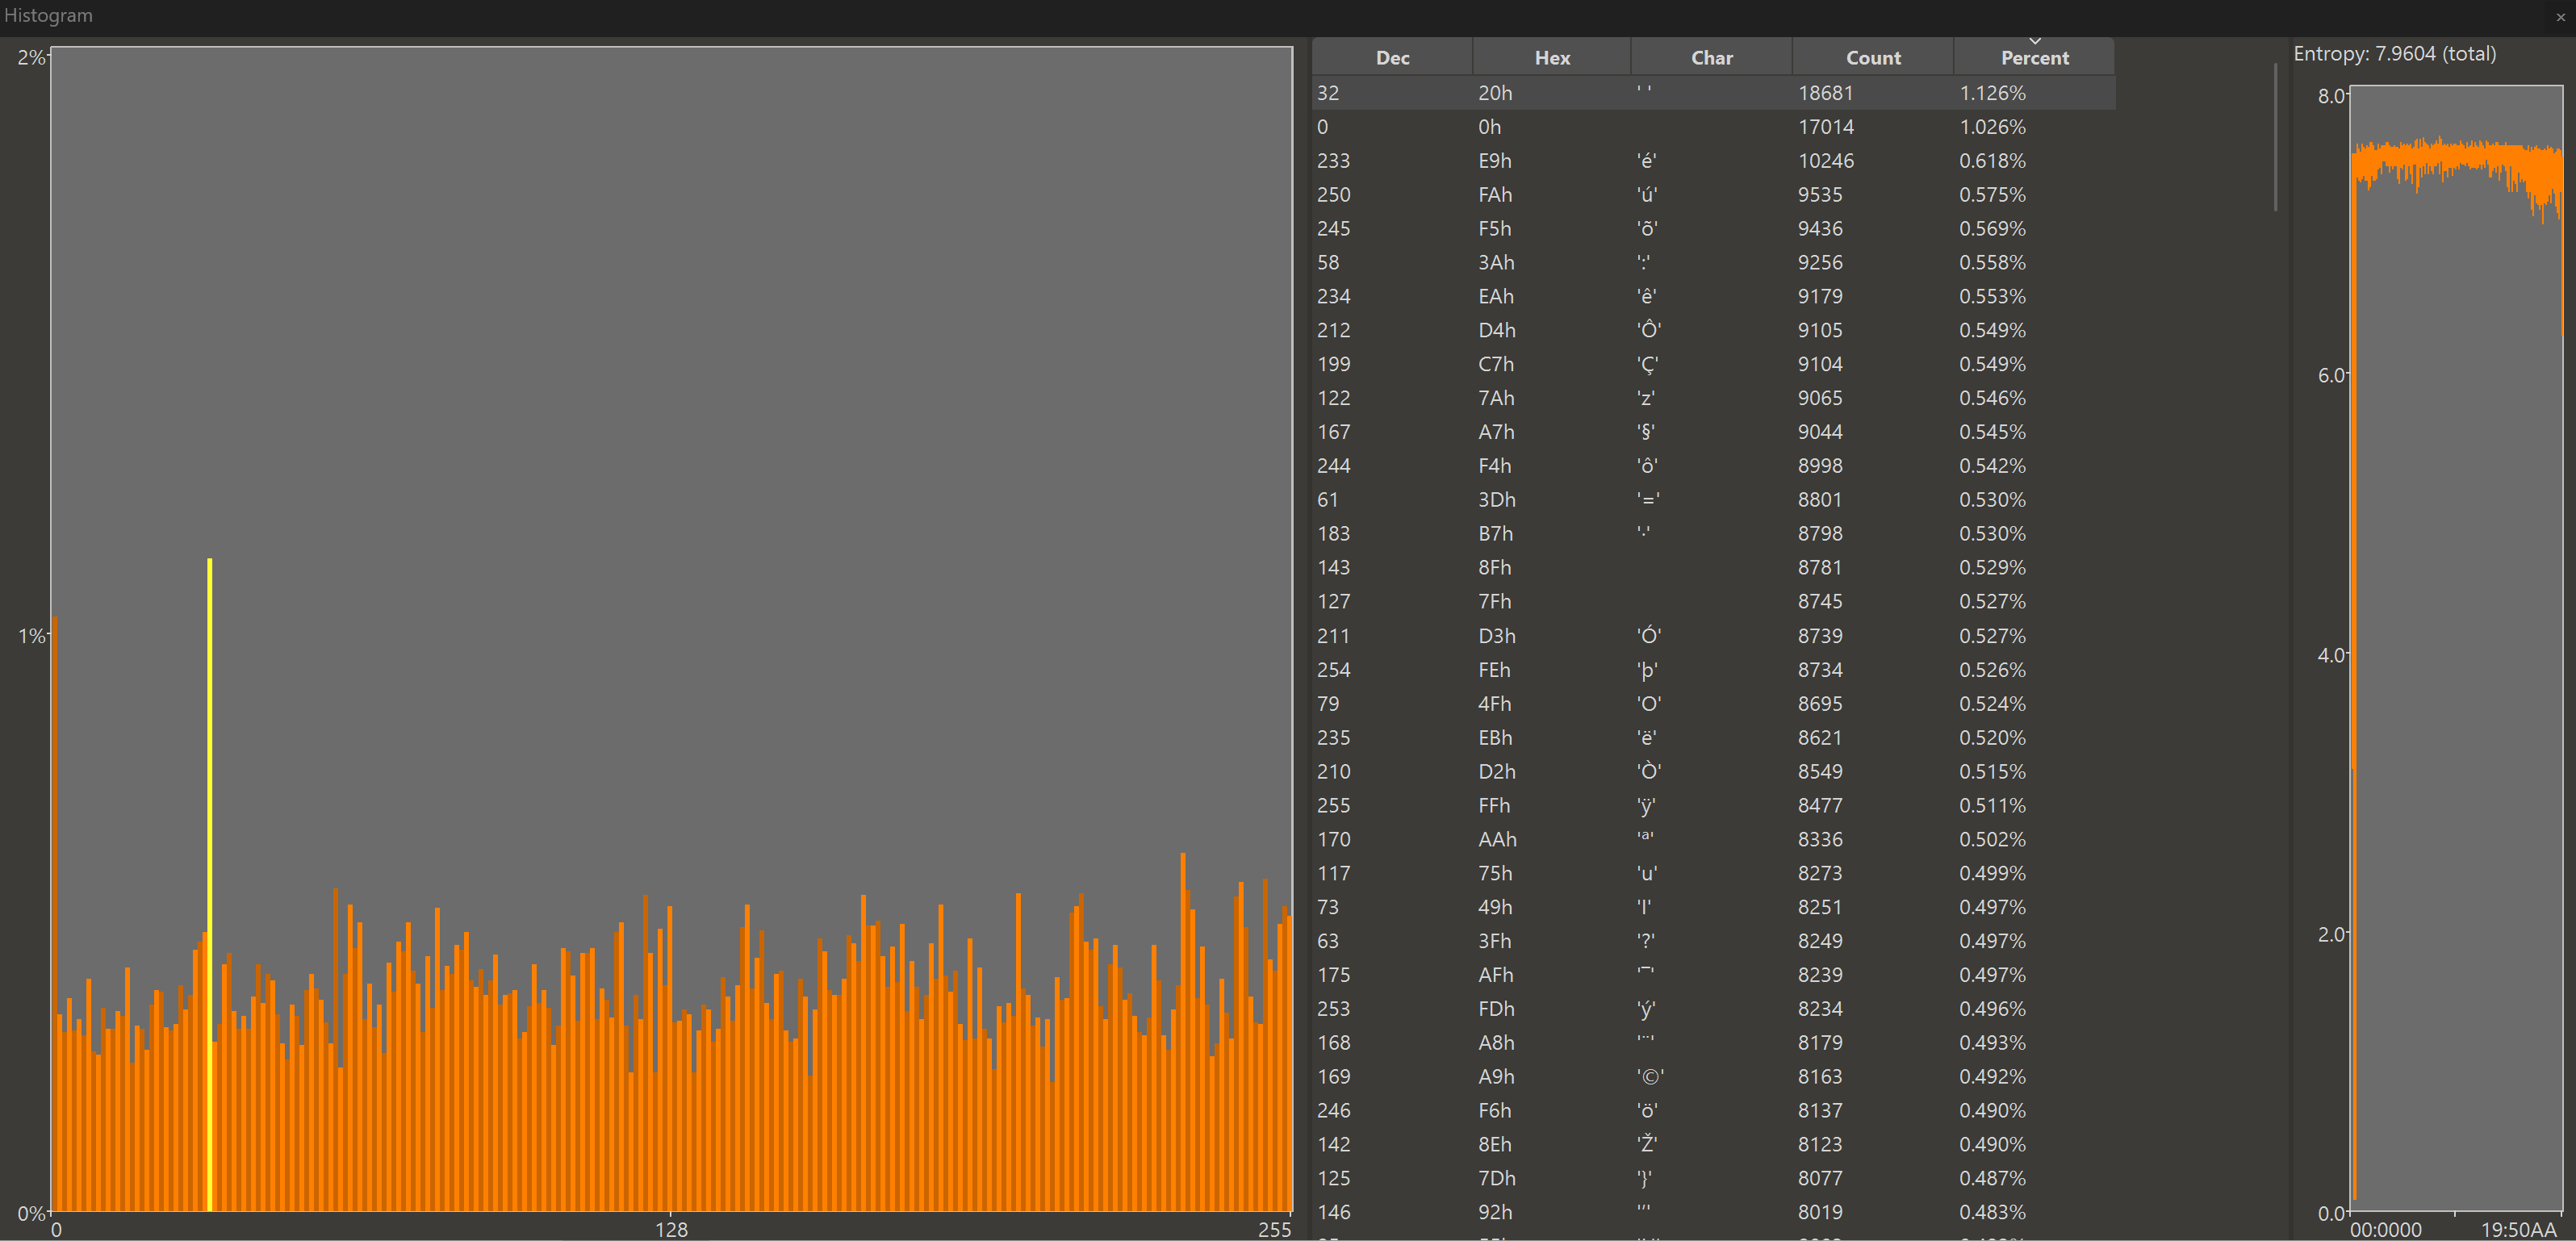 Histogram ×
2%
1%
0%
0 128 255
Dec Hex Char Count Percent
32 20h ' ' 18681 1.126%
0 0h 17014 1.026%
233 E9h 'é' 10246 0.618%
250 FAh 'ú' 9535 0.575%
245 F5h 'õ' 9436 0.569%
58 3Ah ':' 9256 0.558%
234 EAh 'ê' 9179 0.553%
212 D4h 'Ô' 9105 0.549%
199 C7h 'Ç' 9104 0.549%
122 7Ah 'z' 9065 0.546%
167 A7h '§' 9044 0.545%
244 F4h 'ô' 8998 0.542%
61 3Dh '=' 8801 0.530%
183 B7h '·' 8798 0.530%
143 8Fh 8781 0.529%
127 7Fh 8745 0.527%
211 D3h 'Ó' 8739 0.527%
254 FEh 'þ' 8734 0.526%
79 4Fh 'O' 8695 0.524%
235 EBh 'ë' 8621 0.520%
210 D2h 'Ò' 8549 0.515%
255 FFh 'ÿ' 8477 0.511%
170 AAh 'ª' 8336 0.502%
117 75h 'u' 8273 0.499%
73 49h 'I' 8251 0.497%
63 3Fh '?' 8249 0.497%
175 AFh '¯' 8239 0.497%
253 FDh 'ý' 8234 0.496%
168 A8h '¨' 8179 0.493%
169 A9h '©' 8163 0.492%
246 F6h 'ö' 8137 0.490%
142 8Eh 'Ž' 8123 0.490%
125 7Dh '}' 8077 0.487%
146 92h '’' 8019 0.483%
Entropy: 7.9604 (total)
8.0
6.0
4.0
2.0
0.0
00:0000 19:50AA